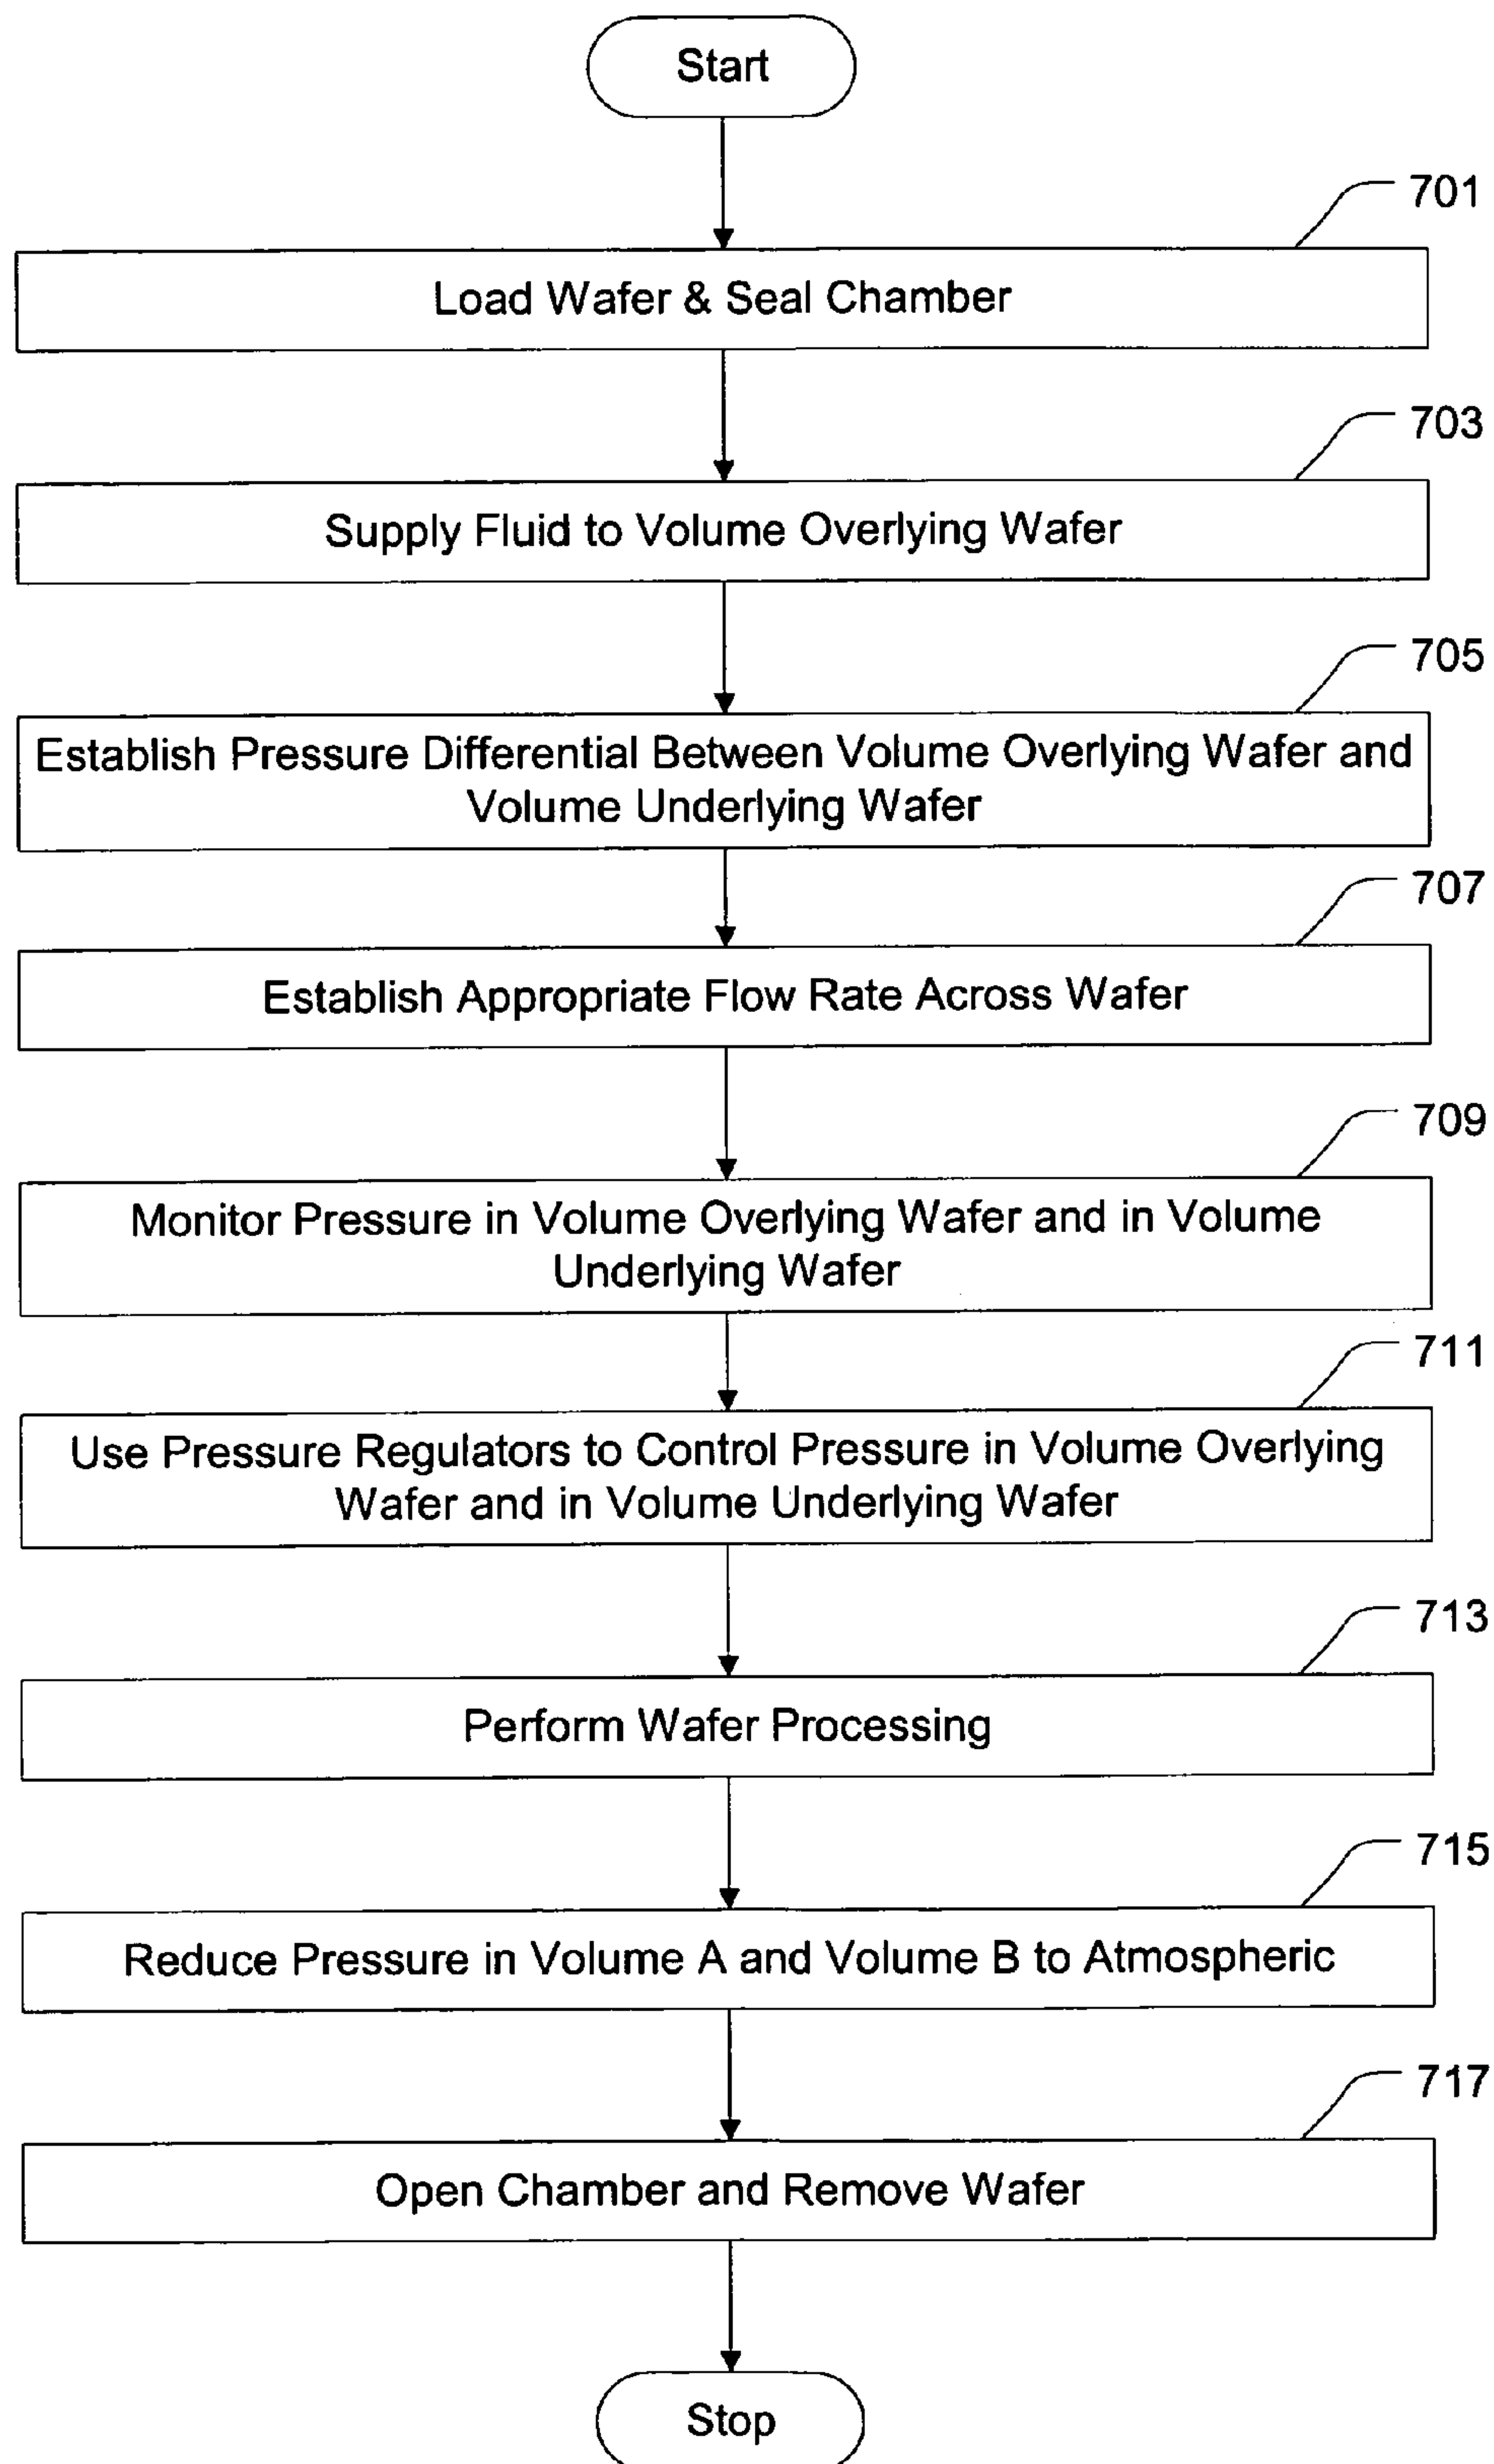 Start
701
Load Wafer & Seal Chamber
703
Supply Fluid to Volume Overlying Wafer
705
Establish Pressure Differential Between Volume Overlying Wafer and
Volume Underlying Wafer
707
Establish Appropriate Flow Rate Across Wafer
709
Monitor Pressure in Volume Overlying Wafer and in Volume
Underlying Wafer
711
Use Pressure Regulators to Control Pressure in Volume Overlying
Wafer and in Volume Underlying Wafer
713
Perform Wafer Processing
715
Reduce Pressure in Volume A and Volume B to Atmospheric
717
Open Chamber and Remove Wafer
Stop